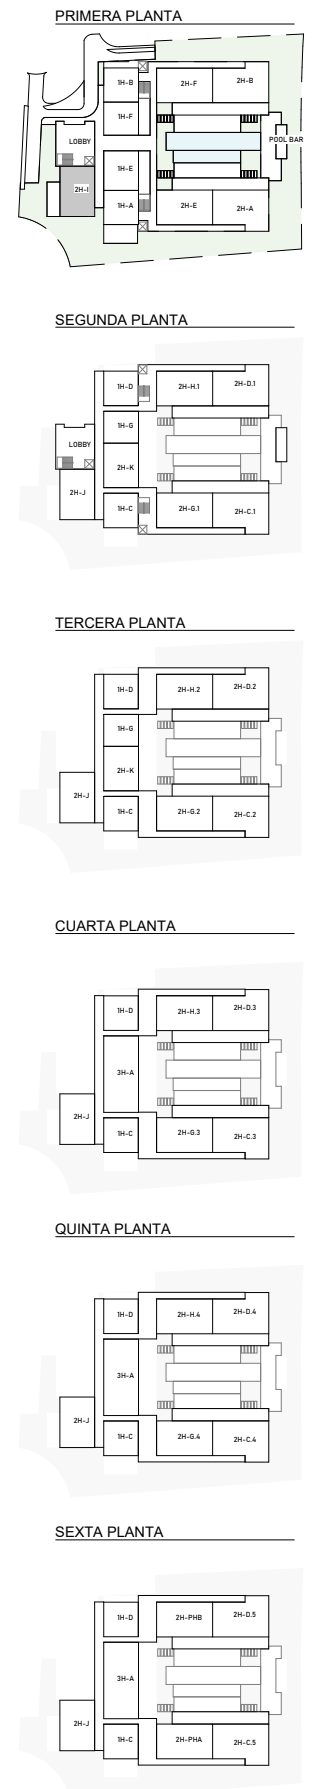 PRIMERA PLANTA
1H-B
2H-F
2H-B
1H-F
LOBBY
POOL BAR
1H-E
2H-I
1H-A
2H-E
2H-A
SEGUNDA PLANTA
1H-D
2H-H.1
2H-D.1
1H-G
LOBBY
2H-K
2H-J
1H-C
2H-G.1
2H-C.1
TERCERA PLANTA
1H-D
2H-H.2
2H-D.2
1H-G
2H-K
2H-J
1H-C
2H-G.2
2H-C.2
CUARTA PLANTA
1H-D
2H-H.3
2H-D.3
3H-A
2H-J
1H-C
2H-G.3
2H-C.3
QUINTA PLANTA
1H-D
2H-H.4
2H-D.4
3H-A
2H-J
1H-C
2H-G.4
2H-C.4
SEXTA PLANTA
1H-D
2H-PHB
2H-D.5
3H-A
2H-J
1H-C
2H-PHA
2H-C.5